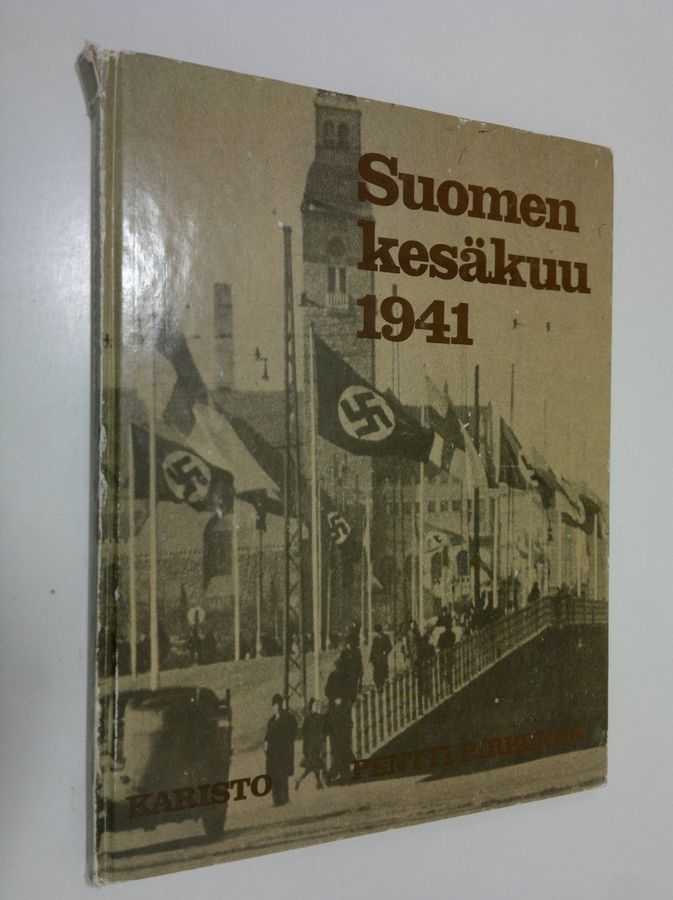 Suomen
kesäkuu
1941
KARISTO
PENTTI PIRHONEN